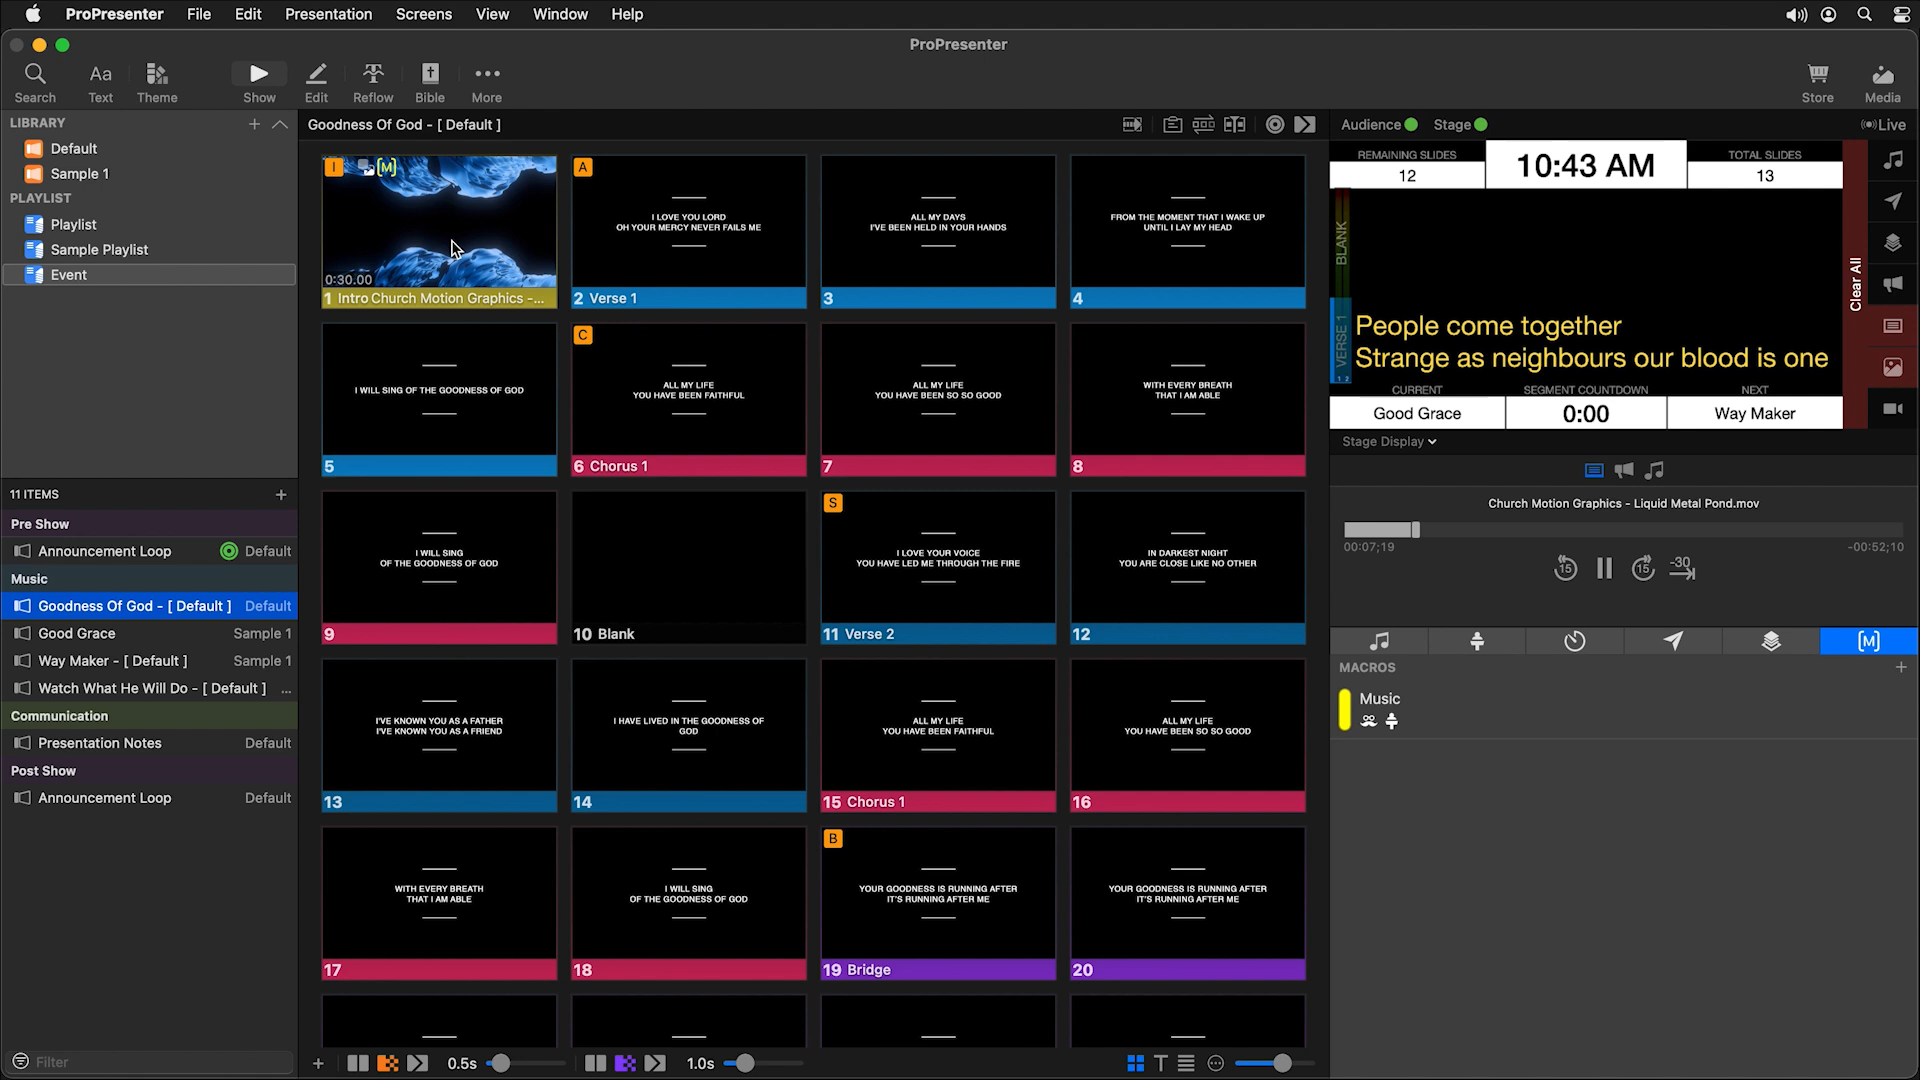 ProPresenter File Edit Presentation Screens View Window Help
ProPresenter
Search Aa Text Theme Show Edit Reflow Bible More Store Media
LIBRARY
Default
Sample 1
PLAYLIST
Playlist
Sample Playlist
Event
11 ITEMS
Pre Show
Announcement Loop Default
Music
Goodness Of God - [ Default ] Default
Good Grace Sample 1
Way Maker - [ Default ] Sample 1
Watch What He Will Do - [ Default ] ...
Communication
Presentation Notes Default
Post Show
Announcement Loop Default
Filter
Goodness Of God - [ Default ]
I [M]
0:30.00
1 Intro Church Motion Graphics -...
A
I LOVE YOU LORD
OH YOUR MERCY NEVER FAILS ME
2 Verse 1
ALL MY DAYS
I'VE BEEN HELD IN YOUR HANDS
3
FROM THE MOMENT THAT I WAKE UP
UNTIL I LAY MY HEAD
4
I WILL SING OF THE GOODNESS OF GOD
5
C
ALL MY LIFE
YOU HAVE BEEN FAITHFUL
6 Chorus 1
ALL MY LIFE
YOU HAVE BEEN SO SO GOOD
7
WITH EVERY BREATH
THAT I AM ABLE
8
I WILL SING
OF THE GOODNESS OF GOD
9
10 Blank
S
I LOVE YOUR VOICE
YOU HAVE LED ME THROUGH THE FIRE
11 Verse 2
IN DARKEST NIGHT
YOU ARE CLOSE LIKE NO OTHER
12
I'VE KNOWN YOU AS A FATHER
I'VE KNOWN YOU AS A FRIEND
13
I HAVE LIVED IN THE GOODNESS OF
GOD
14
ALL MY LIFE
YOU HAVE BEEN FAITHFUL
15 Chorus 1
ALL MY LIFE
YOU HAVE BEEN SO SO GOOD
16
WITH EVERY BREATH
THAT I AM ABLE
17
I WILL SING
OF THE GOODNESS OF GOD
18
B
YOUR GOODNESS IS RUNNING AFTER
IT'S RUNNING AFTER ME
19 Bridge
YOUR GOODNESS IS RUNNING AFTER
IT'S RUNNING AFTER ME
20
0.5s 1.0s
Audience Stage Live
REMAINING SLIDES
12
10:43 AM
TOTAL SLIDES
13
BLANK
VERSE 1
1 2
People come together
Strange as neighbours our blood is one
CURRENT SEGMENT COUNTDOWN NEXT
Good Grace 0:00 Way Maker
Clear All
Stage Display
Church Motion Graphics - Liquid Metal Pond.mov
00:07;19 -00:52;10
15 15 -30
[M]
MACROS
Music